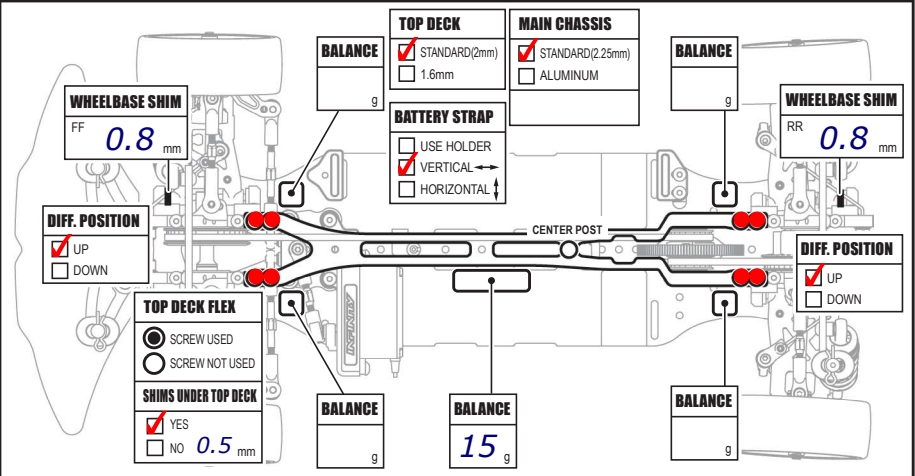 TOP DECK
STANDARD(2mm)
1.6mm
MAIN CHASSIS
STANDARD(2.25mm)
ALUMINUM
BALANCE
g
BALANCE
g
WHEELBASE SHIM
FF 0.8 mm
BATTERY STRAP
USE HOLDER
VERTICAL
HORIZONTAL
WHEELBASE SHIM
RR 0.8 mm
DIFF. POSITION
UP
DOWN
CENTER POST
DIFF. POSITION
UP
DOWN
TOP DECK FLEX
SCREW USED
SCREW NOT USED
SHIMS UNDER TOP DECK
YES
NO 0.5 mm
INFINITY
BALANCE
g
BALANCE
15 g
BALANCE
g